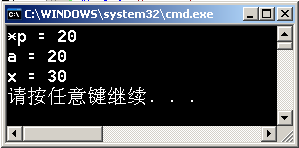 C:\WINDOWS\system32\cmd.exe
*p = 20
a = 20
x = 30
请按任意键继续. . .